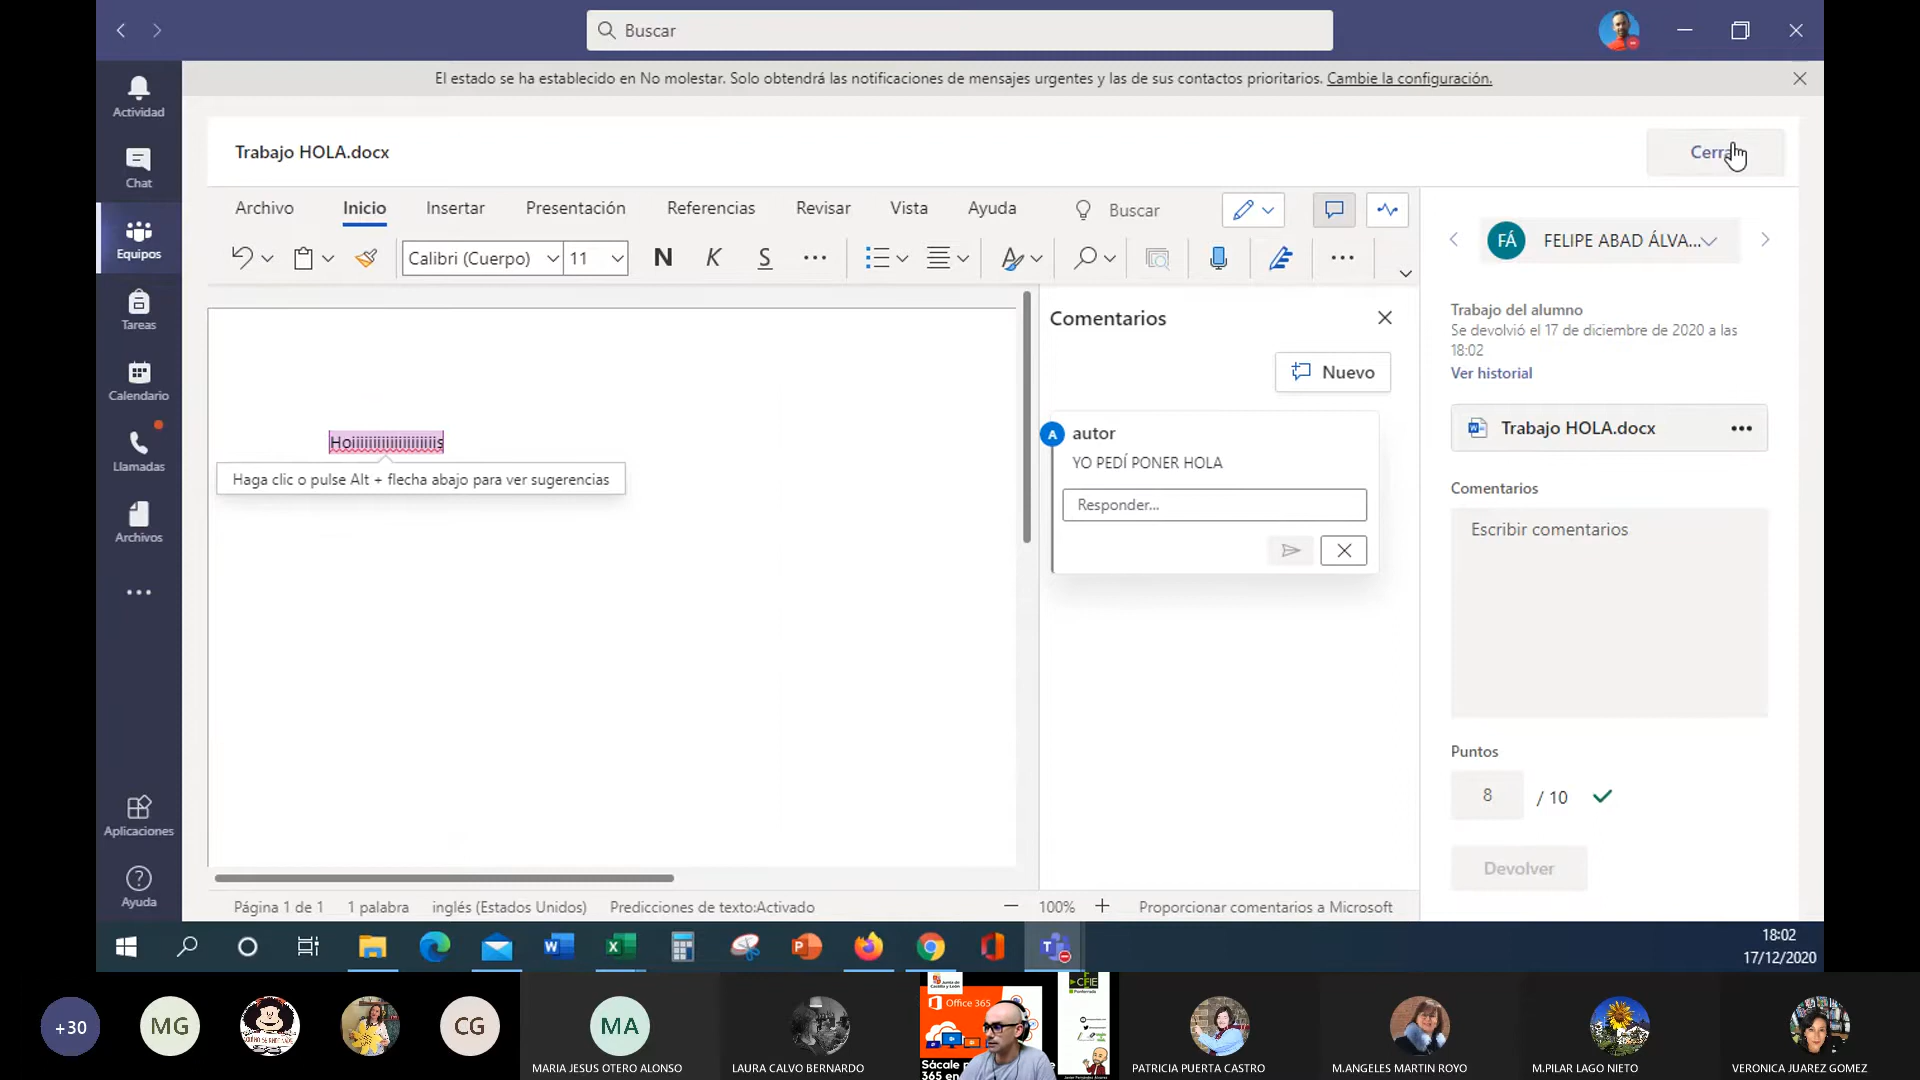 Buscar
El estado se ha establecido en No molestar. Solo obtendrá las notificaciones de mensajes urgentes y las de sus contactos prioritarios. Cambie la configuración.
Actividad
Chat
Equipos
Tareas
Calendario
Llamadas
Archivos
Aplicaciones
Ayuda
Trabajo HOLA.docx
Archivo Inicio Insertar Presentación Referencias Revisar Vista Ayuda Buscar
Calibri (Cuerpo) 11 N K S
Hoiiiiiiiiiiiiiiiiiiiis
Haga clic o pulse Alt + flecha abajo para ver sugerencias
Comentarios
Nuevo
A autor
YO PEDÍ PONER HOLA
Responder...
FÁ FELIPE ABAD ÁLVA...
Trabajo del alumno
Se devolvió el 17 de diciembre de 2020 a las
18:02
Ver historial
Trabajo HOLA.docx
Comentarios
Escribir comentarios
Puntos
8 / 10
Devolver
Página 1 de 1 1 palabra inglés (Estados Unidos) Predicciones de texto:Activado 100% Proporcionar comentarios a Microsoft
18:02
17/12/2020
+30 MG CG MA
Office 365
CFIE
MARIA JESUS OTERO ALONSO LAURA CALVO BERNARDO PATRICIA PUERTA CASTRO M.ANGELES MARTIN ROYO M.PILAR LAGO NIETO VERONICA JUAREZ GOMEZ